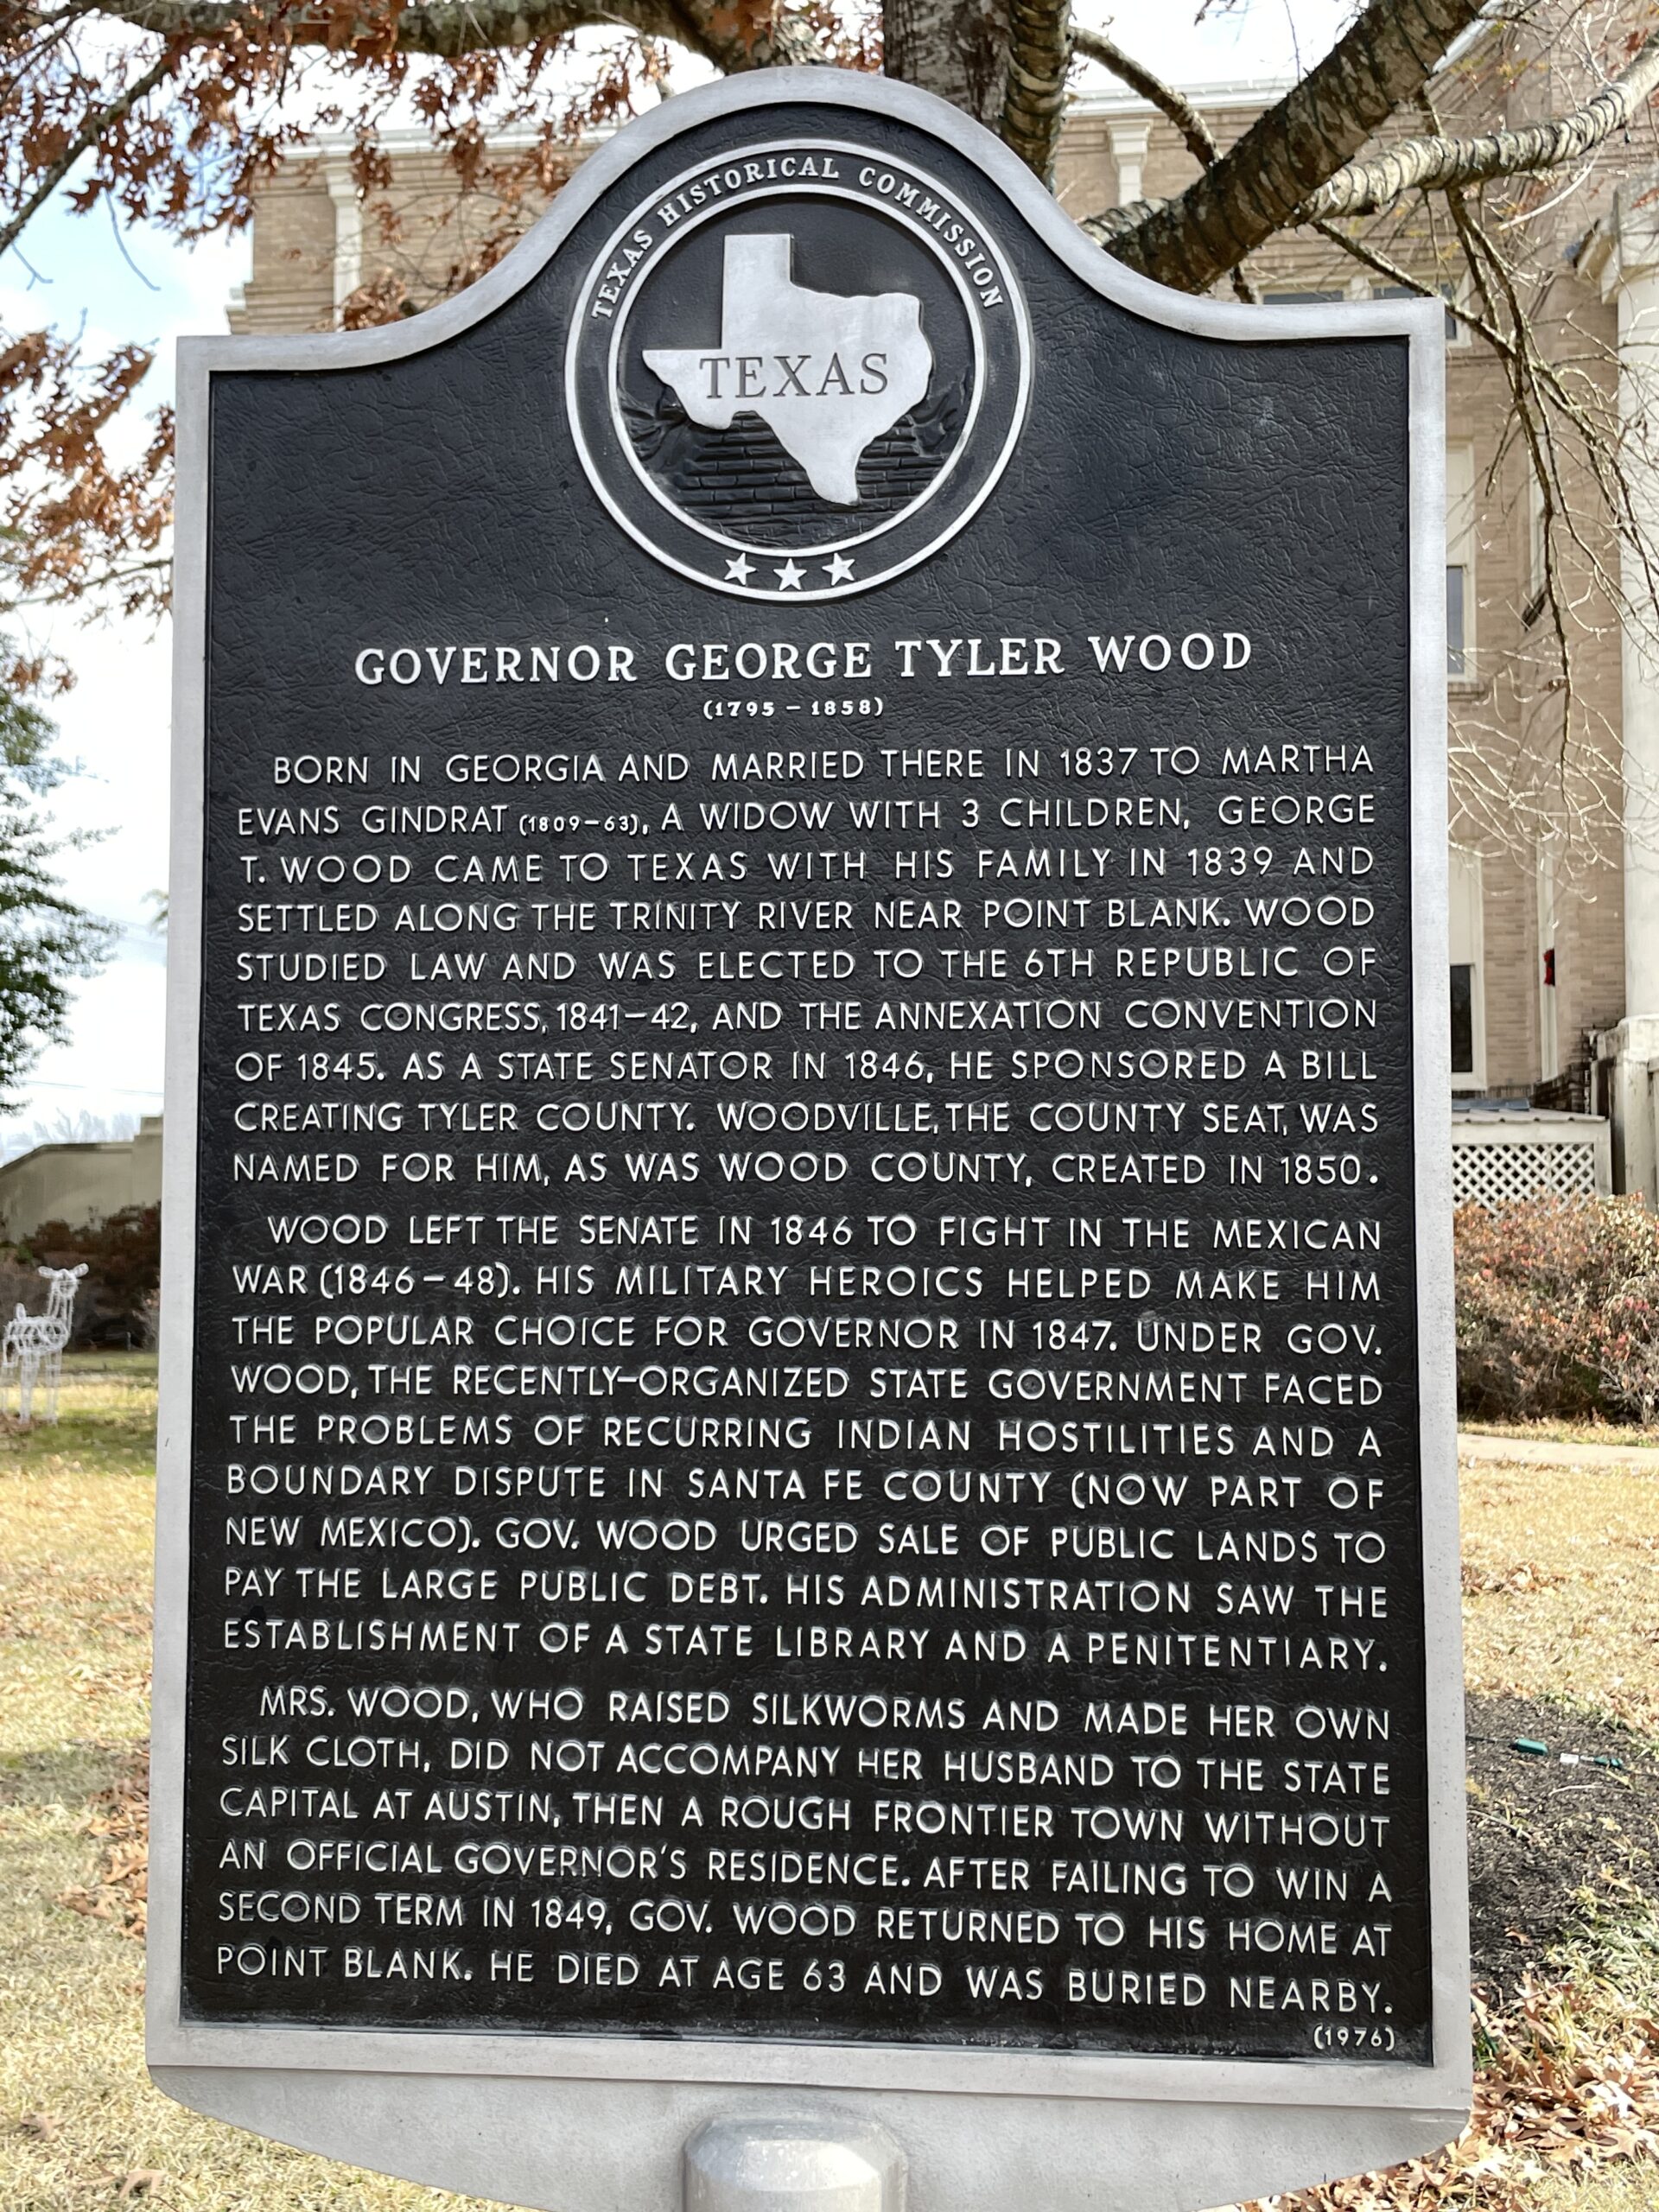 TEXAS HISTORICAL COMMISSION
TEXAS
GOVERNOR GEORGE TYLER WOOD
(1795 – 1858)
BORN IN GEORGIA AND MARRIED THERE IN 1837 TO MARTHA
EVANS GINDRAT (1809–63), A WIDOW WITH 3 CHILDREN, GEORGE
T. WOOD CAME TO TEXAS WITH HIS FAMILY IN 1839 AND
SETTLED ALONG THE TRINITY RIVER NEAR POINT BLANK. WOOD
STUDIED LAW AND WAS ELECTED TO THE 6TH REPUBLIC OF
TEXAS CONGRESS, 1841–42, AND THE ANNEXATION CONVENTION
OF 1845. AS A STATE SENATOR IN 1846, HE SPONSORED A BILL
CREATING TYLER COUNTY. WOODVILLE, THE COUNTY SEAT, WAS
NAMED FOR HIM, AS WAS WOOD COUNTY, CREATED IN 1850.
WOOD LEFT THE SENATE IN 1846 TO FIGHT IN THE MEXICAN
WAR (1846 – 48). HIS MILITARY HEROICS HELPED MAKE HIM
THE POPULAR CHOICE FOR GOVERNOR IN 1847. UNDER GOV.
WOOD, THE RECENTLY–ORGANIZED STATE GOVERNMENT FACED
THE PROBLEMS OF RECURRING INDIAN HOSTILITIES AND A
BOUNDARY DISPUTE IN SANTA FE COUNTY (NOW PART OF
NEW MEXICO). GOV. WOOD URGED SALE OF PUBLIC LANDS TO
PAY THE LARGE PUBLIC DEBT. HIS ADMINISTRATION SAW THE
ESTABLISHMENT OF A STATE LIBRARY AND A PENITENTIARY.
MRS. WOOD, WHO RAISED SILKWORMS AND MADE HER OWN
SILK CLOTH, DID NOT ACCOMPANY HER HUSBAND TO THE STATE
CAPITAL AT AUSTIN, THEN A ROUGH FRONTIER TOWN WITHOUT
AN OFFICIAL GOVERNOR'S RESIDENCE. AFTER FAILING TO WIN A
SECOND TERM IN 1849, GOV. WOOD RETURNED TO HIS HOME AT
POINT BLANK. HE DIED AT AGE 63 AND WAS BURIED NEARBY.
(1976)